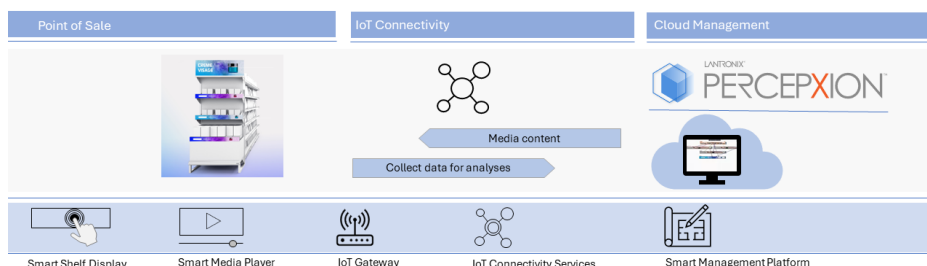 Point of Sale
IoT Connectivity
Cloud Management
LANTRONIX
PERCEPXION
Media content
Collect data for analyses
Smart Shelf Display
Smart Media Player
IoT Gateway
IoT Connectivity Services
Smart Management Platform